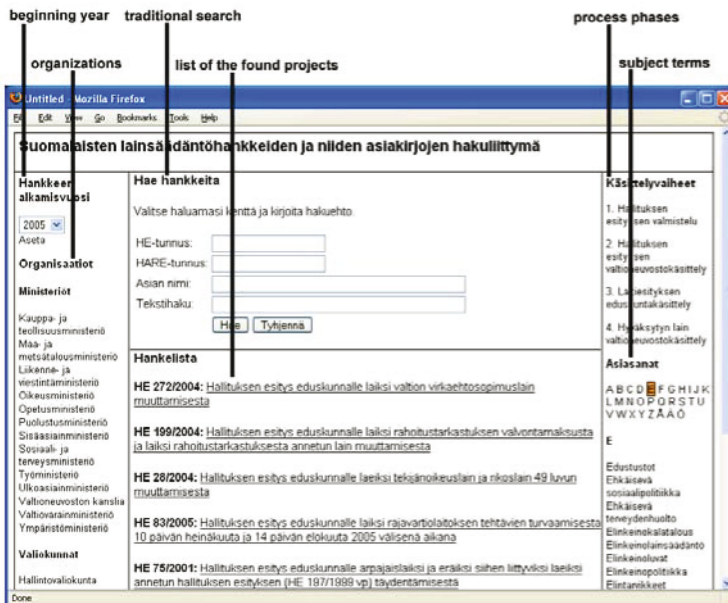 beginning year
traditional search
process phases
organizations
list of the found projects
subject terms
Untitled - Mozilla Firefox
File Edit View Go Bookmarks Tools Help
Suomalaisten lainsäädäntöhankkeiden ja niiden asiakirjojen hakuliittymä
Hankkeen
alkamisvuosi
2005
Aseta
Organisaatiot
Ministeriöt
Kauppa- ja
teollisuusministeriö
Maa- ja
metsätalousministeriö
Liikenne- ja
viestintäministeriö
Oikeusministeriö
Opetusministeriö
Puolustusministeriö
Sisäasiainministeriö
Sosiaali- ja
terveysministeriö
Työministeriö
Ulkoasiainministeriö
Valtioneuvoston kanslia
Valtiovarainministeriö
Ympäristöministeriö
Valiokunnat
Hallintovaliokunta
Hae hankkeita
Valitse haluamasi kenttä ja kirjoita hakuehto.
HE-tunnus:
HARE-tunnus:
Asian nimi:
Tekstihaku:
Hae Tyhjennä
Hankelista
HE 272/2004: Hallituksen esitys eduskunnalle laiksi valtion virkaehtosopimuslain
muuttamisesta
HE 199/2004: Hallituksen esitys eduskunnalle laiksi rahoitustarkastuksen valvontamaksusta
ja laiksi rahoitustarkastuksesta annetun lain muuttamisesta
HE 28/2004: Hallituksen esitys eduskunnalle laeiksi tekijänoikeuslain ja rikoslain 49 luvun
muuttamisesta
HE 83/2005: Hallituksen esitys eduskunnalle laiksi rajavartiolaitoksen tehtävien turvaamisesta
10 päivän heinäkuuta ja 14 päivän elokuuta 2005 välisenä aikana
HE 75/2001: Hallituksen esitys eduskunnalle arpajaislaiksi ja eräiksi siihen liittyviksi laeiksi
annetun hallituksen esityksen (HE 197/1999 vp) täydentämisestä
Käsittelyvaiheet
1. Hallituksen
esityksen valmistelu
2. Hallituksen
esityksen
valtioneuvostokäsittely
3. Lakiesityksen
eduskuntakäsittely
4. Hyväksytyn lain
valtioneuvostokäsittely
Asiasanat
A B C D E F G H I J K
L M N O P Q R S T U
V W X Y Z Å Ä Ö
E
Edustustot
Ehkäisevä
sosiaalipolitiikka
Ehkäisevä
terveydenhuolto
Elinkeinokalatalous
Elinkeinolainsäädäntö
Elinkeinoluvat
Elinkeinopolitiikka
Elintarvikkeet
Done